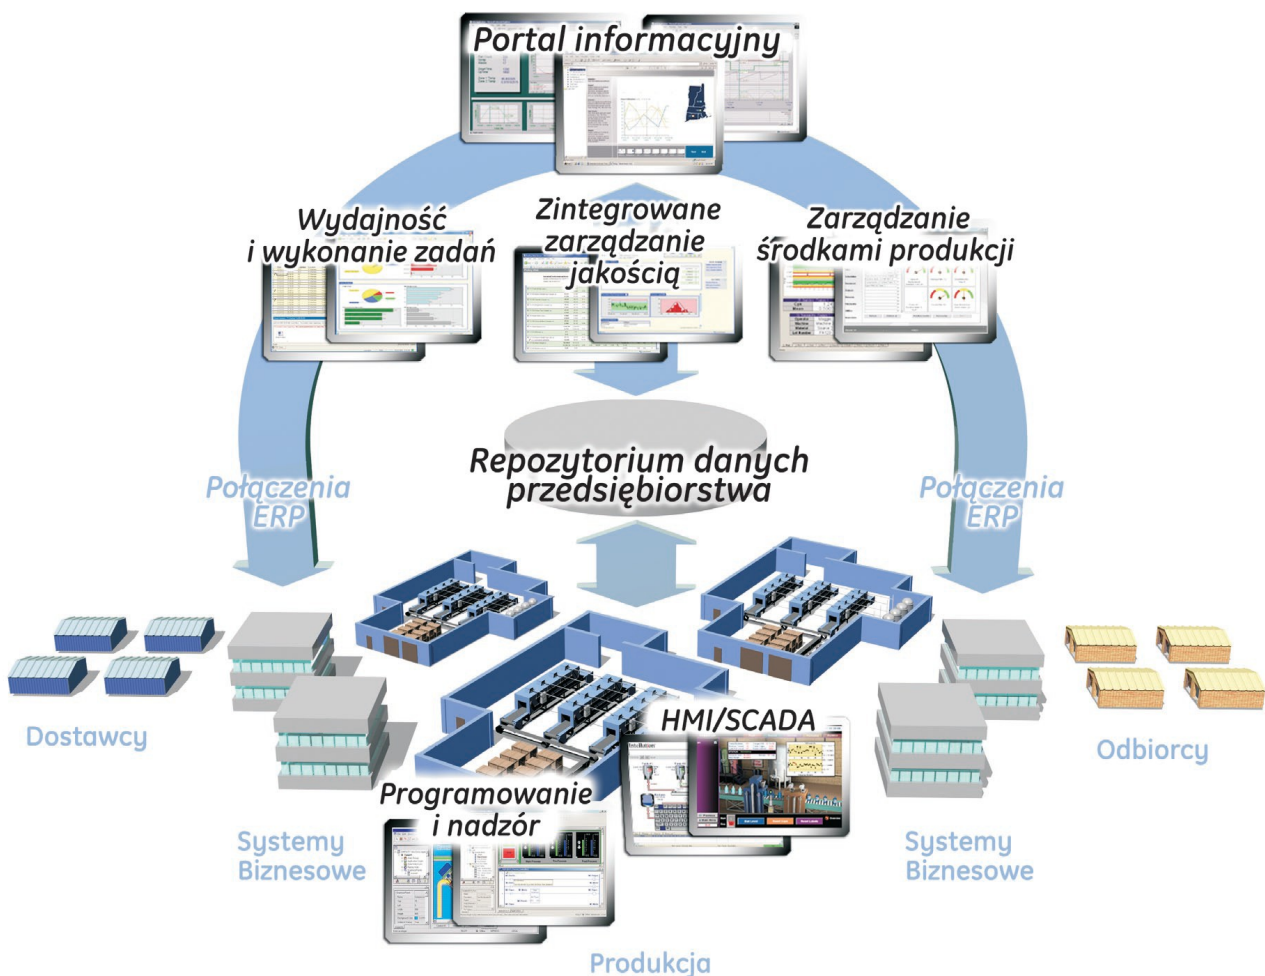 Portal informacyjny
Wydajność
i wykonanie zadań
Zintegrowane
zarządzanie
jakością
Zarządzanie
środkami produkcji
Repozytorium danych
przedsiębiorstwa
Połączenia
ERP
Połączenia
ERP
Dostawcy
Odbiorcy
HMI/SCADA
Programowanie
i nadzór
Systemy
Biznesowe
Systemy
Biznesowe
Produkcja